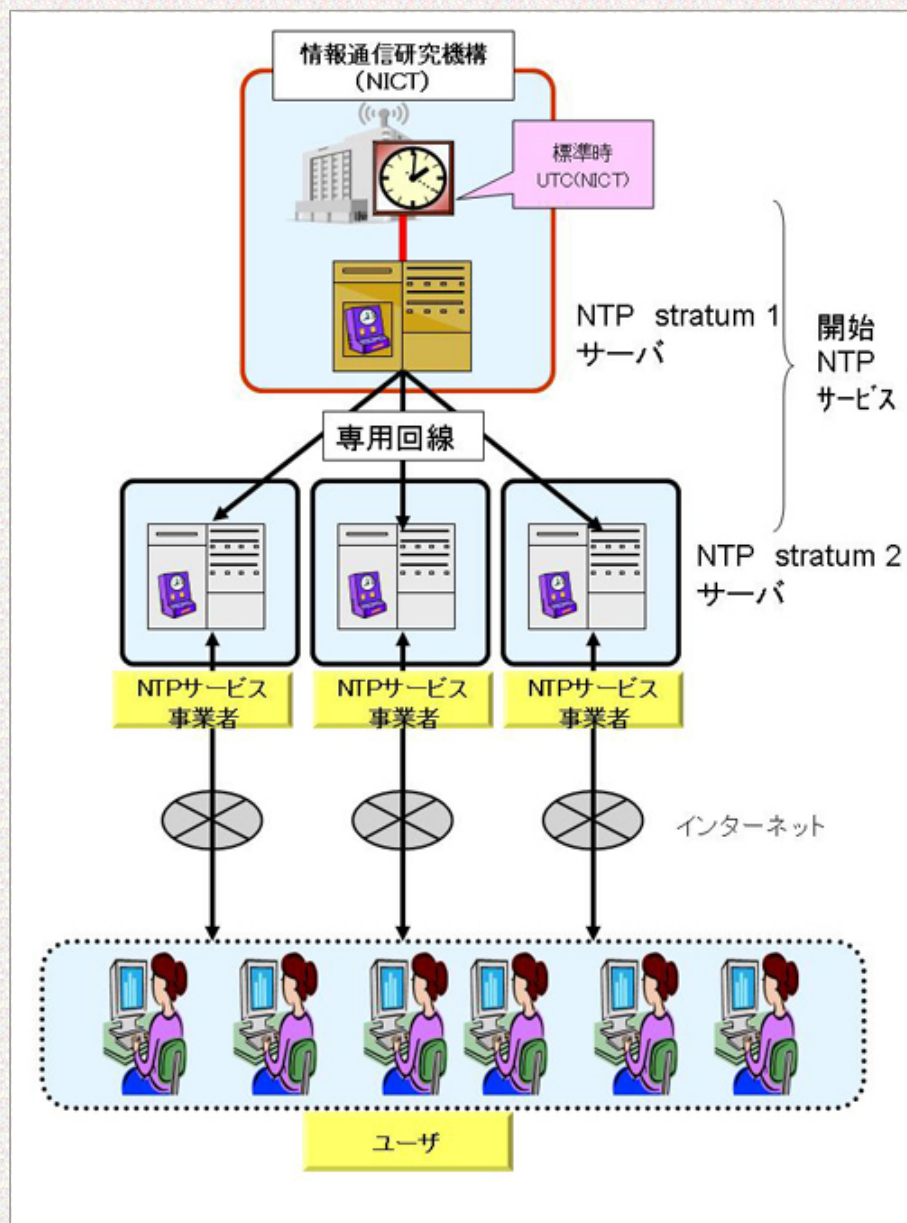 情報通信研究機構
(NICT)
標準時
UTC(NICT)
NTP stratum 1
サーバ
開始
NTP
サービス
専用回線
NTP stratum 2
サーバ
NTPサービス
事業者
NTPサービス
事業者
NTPサービス
事業者
インターネット
ユーザ